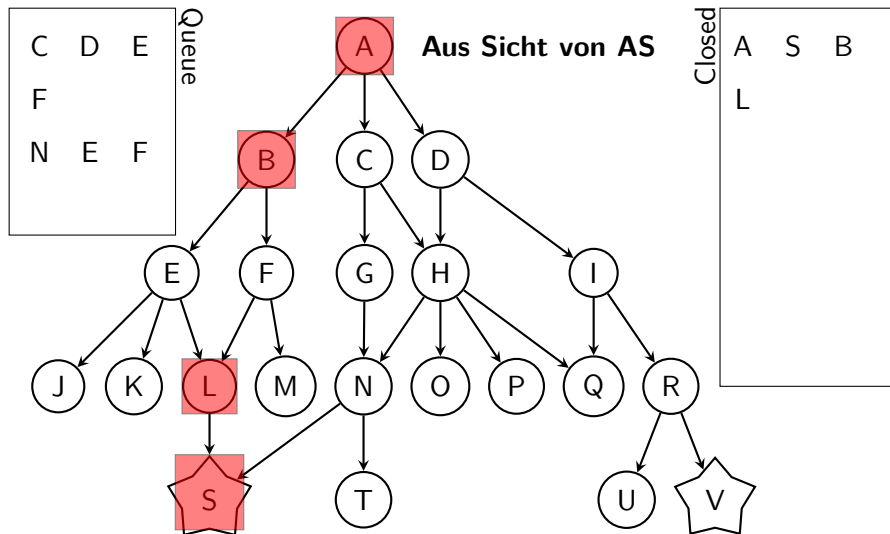 Queue
C D E
F
N E F
Aus Sicht von AS
Closed
A S B
L
A
B C D
E F G H I
J K L M N O P Q R
S T U V